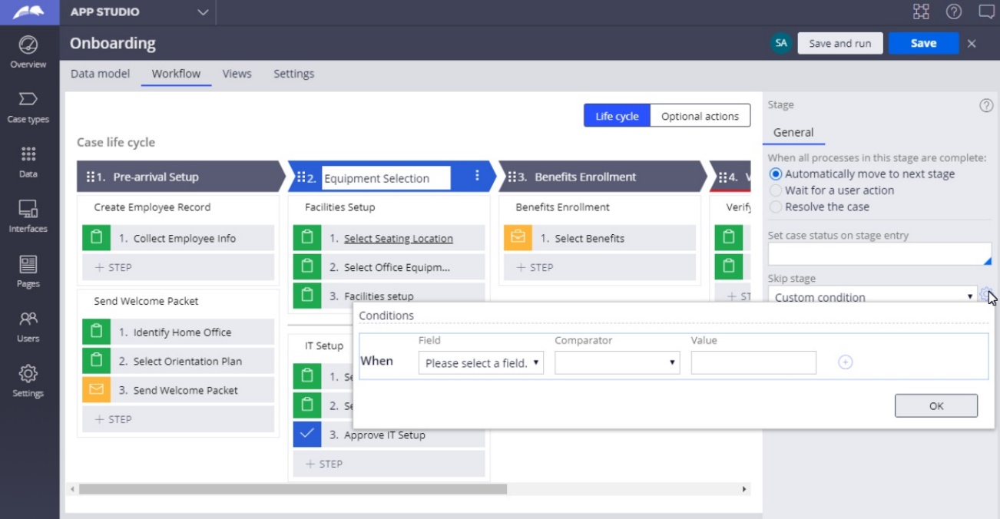 APP STUDIO
Onboarding
SA
Save and run
Save
Overview
Case types
Data
Interfaces
Pages
Users
Settings
Data model
Workflow
Views
Settings
Life cycle
Optional actions
Case life cycle
1. Pre-arrival Setup
2. Equipment Selection
3. Benefits Enrollment
4. V
Create Employee Record
1. Collect Employee Info
+ STEP
Send Welcome Packet
1. Identify Home Office
2. Select Orientation Plan
3. Send Welcome Packet
+ STEP
Facilities Setup
1. Select Seating Location
2. Select Office Equipm...
3. Facilities setup
IT Setup
1. Se
2. Se
3. Approve IT Setup
+ STEP
Benefits Enrollment
1. Select Benefits
+ STEP
Verify
+ ST
Stage
General
When all processes in this stage are complete:
Automatically move to next stage
Wait for a user action
Resolve the case
Set case status on stage entry
Skip stage
Custom condition
Conditions
Field
Comparator
Value
When
Please select a field.
OK